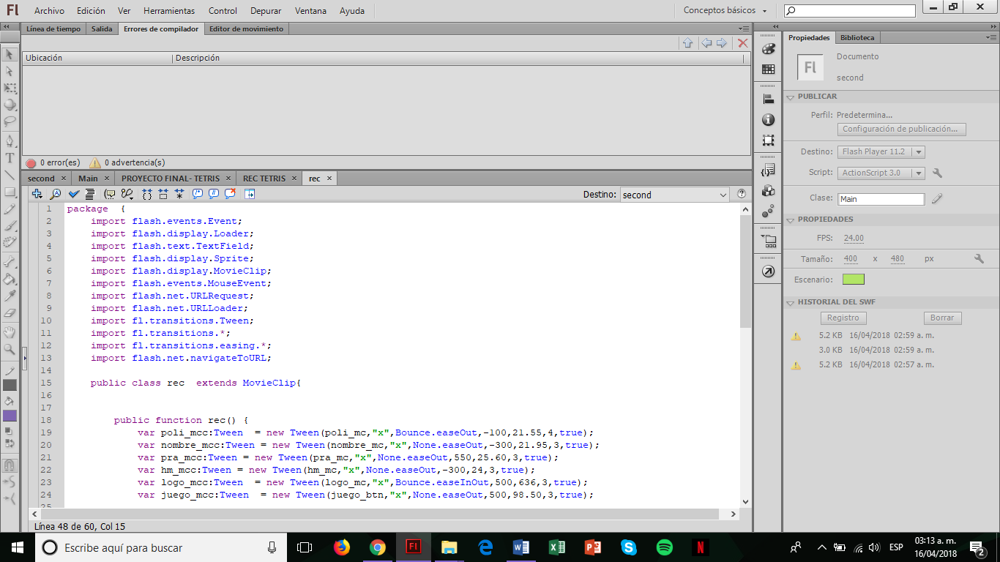 Fl Archivo Edición Ver Herramientas Control Depurar Ventana Ayuda Conceptos básicos
Línea de tiempo Salida Errores de compilador Editor de movimiento
Ubicación Descripción
0 error(es) 0 advertencia(s)
second × Main × PROYECTO FINAL- TETRIS × REC TETRIS × rec ×
Destino: second
1 package  {
2 import flash.events.Event;
3 import flash.display.Loader;
4 import flash.text.TextField;
5 import flash.display.Sprite;
6 import flash.display.MovieClip;
7 import flash.events.MouseEvent;
8 import flash.net.URLRequest;
9 import flash.net.URLLoader;
10 import fl.transitions.Tween;
11 import fl.transitions.*;
12 import fl.transitions.easing.*;
13 import flash.net.navigateToURL;
14
15 public class rec  extends MovieClip{
16
17
18 public function rec() {
19 var poli_mcc:Tween  = new Tween(poli_mc,"x",Bounce.easeOut,-100,21.55,4,true);
20 var nombre_mcc:Tween = new Tween(nombre_mc,"x",None.easeOut,-300,21.95,3,true);
21 var pra_mcc:Tween = new Tween(pra_mc,"x",None.easeOut,550,25.60,3,true);
22 var hm_mcc:Tween = new Tween(hm_mc,"x",None.easeOut,-300,24,3,true);
23 var logo_mcc:Tween  = new Tween(logo_mc,"x",Bounce.easeInOut,500,636,3,true);
24 var juego_mcc:Tween  = new Tween(juego_btn,"x",None.easeOut,500,98.50,3,true);
25
Línea 48 de 60, Col 15
Propiedades Biblioteca
Fl
Documento
second
PUBLICAR
Perfil: Predetermina...
Configuración de publicación...
Destino: Flash Player 11.2
Script: ActionScript 3.0
Clase: Main
PROPIEDADES
FPS: 24.00
Tamaño: 400 x 480 px
Escenario:
HISTORIAL DEL SWF
Registro Borrar
5.2 KB 16/04/2018 02:59 a. m.
3.0 KB 16/04/2018 02:59 a. m.
5.2 KB 16/04/2018 02:57 a. m.
Escribe aquí para buscar
Fl
ESP
03:13 a. m.
16/04/2018
2